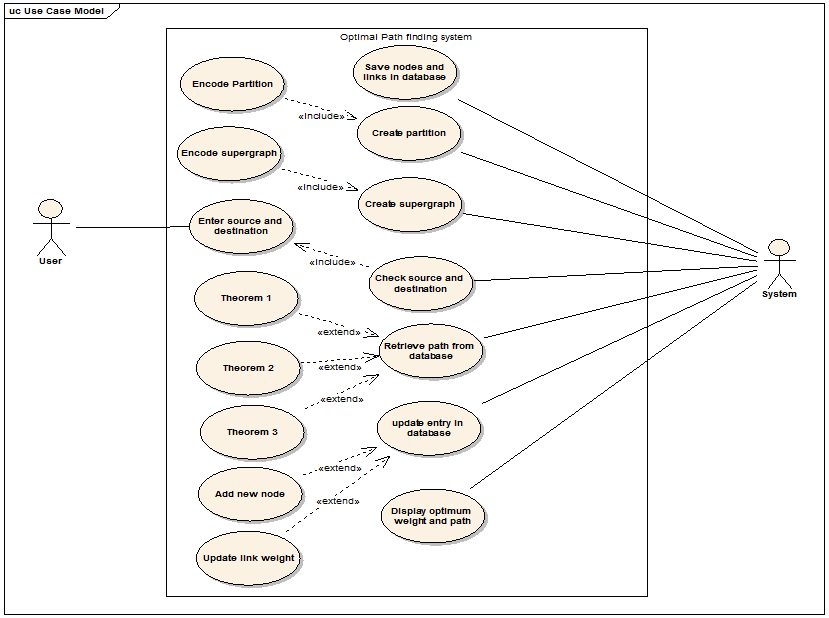 uc Use Case Model
Optimal Path finding system
Save nodes and
links in database
Encode Partition
«include»
Create partition
Encode supergraph
«include»
Create supergraph
Enter source and
destination
«include»
Check source and
destination
User
System
Theorem 1
«extend»
Retrieve path from
database
Theorem 2
«extend»
Theorem 3
«extend»
update entry in
database
Add new node
«extend»
«extend»
Display optimum
weight and path
Update link weight